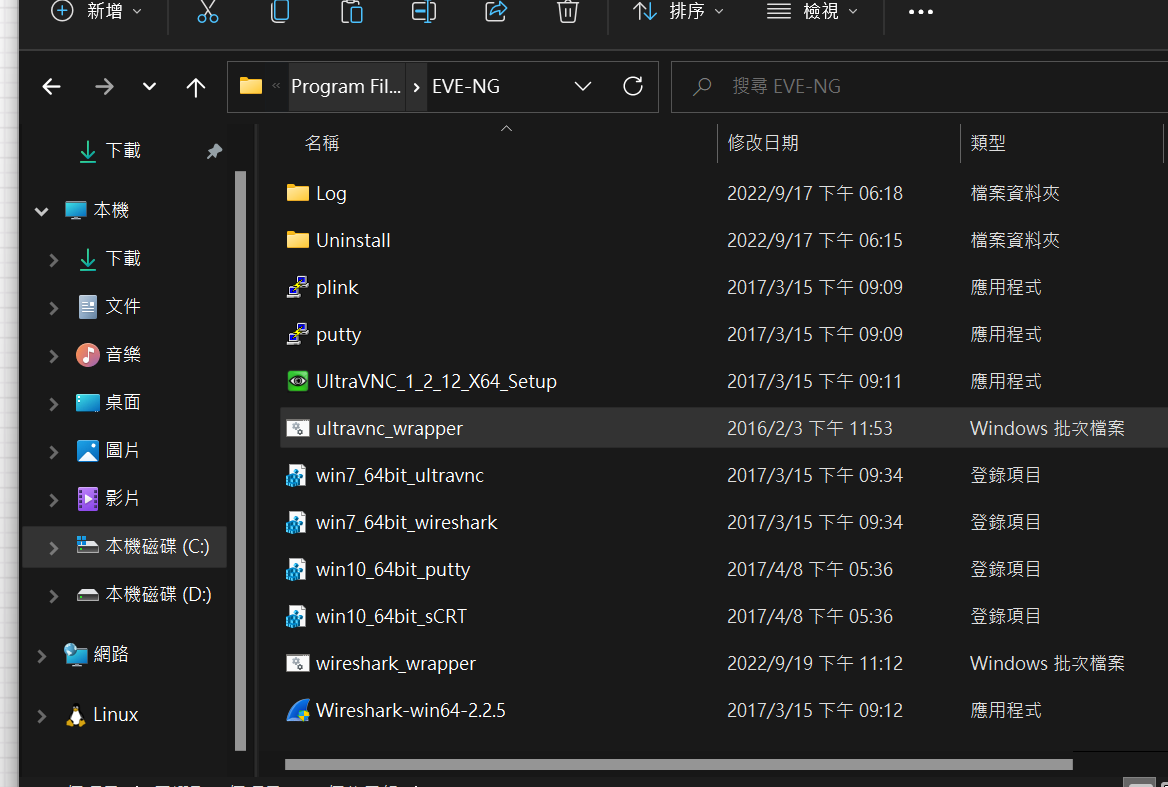 新增
排序
檢視
Program Fil... EVE-NG
搜尋 EVE-NG
名稱 修改日期 類型
下載
本機
下載
文件
音樂
桌面
圖片
影片
本機磁碟 (C:)
本機磁碟 (D:)
網路
Linux
Log 2022/9/17 下午 06:18 檔案資料夾
Uninstall 2022/9/17 下午 06:15 檔案資料夾
plink 2017/3/15 下午 09:09 應用程式
putty 2017/3/15 下午 09:09 應用程式
UltraVNC_1_2_12_X64_Setup 2017/3/15 下午 09:11 應用程式
ultravnc_wrapper 2016/2/3 下午 11:53 Windows 批次檔案
win7_64bit_ultravnc 2017/3/15 下午 09:34 登錄項目
win7_64bit_wireshark 2017/3/15 下午 09:34 登錄項目
win10_64bit_putty 2017/4/8 下午 05:36 登錄項目
win10_64bit_sCRT 2017/4/8 下午 05:36 登錄項目
wireshark_wrapper 2022/9/19 下午 11:12 Windows 批次檔案
Wireshark-win64-2.2.5 2017/3/15 下午 09:12 應用程式